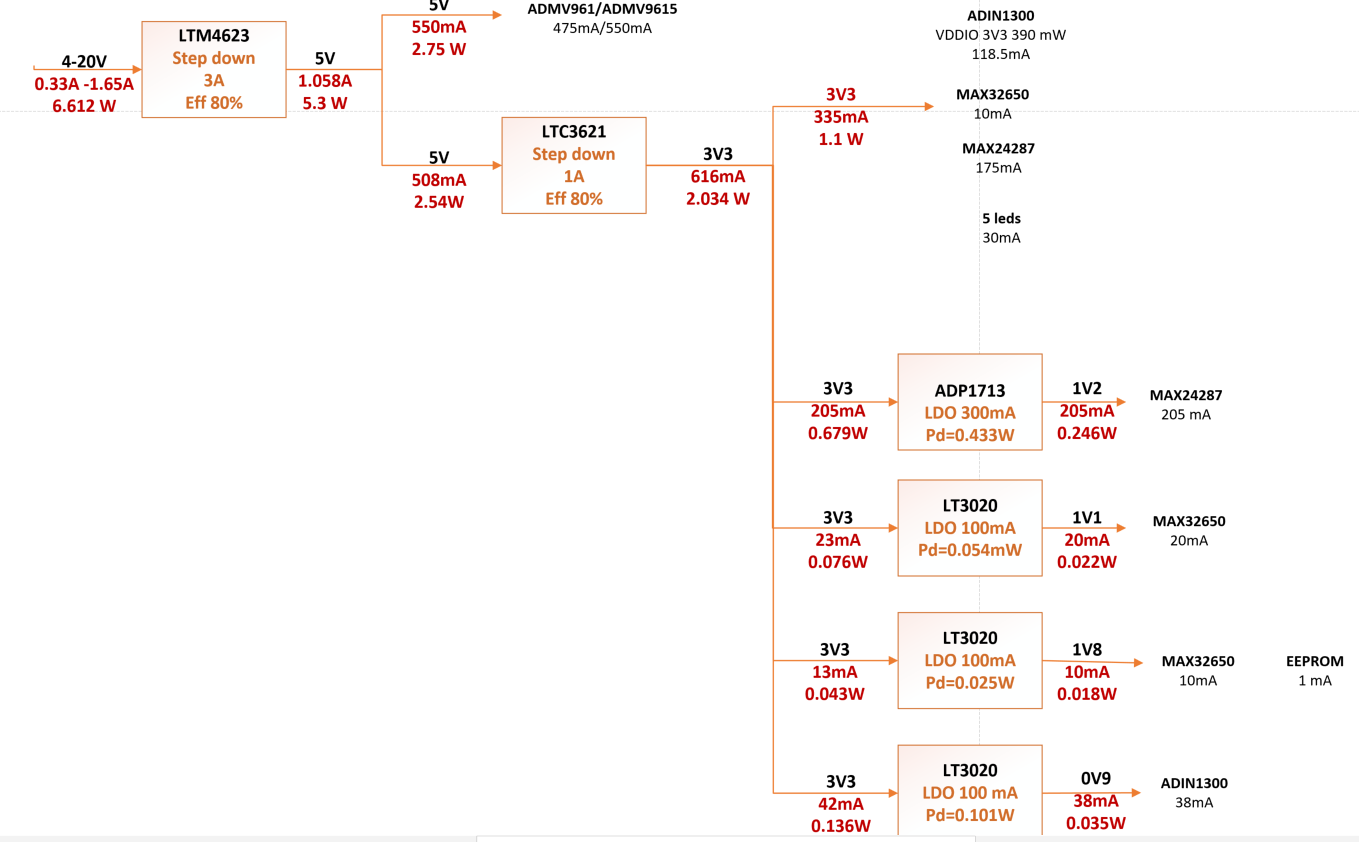 5V
550mA
2.75 W
ADMV961/ADMV9615
475mA/550mA
ADIN1300
VDDIO 3V3 390 mW
118.5mA
4-20V
0.33A -1.65A
6.612 W
LTM4623
Step down
3A
Eff 80%
5V
1.058A
5.3 W
3V3
335mA
1.1 W
MAX32650
10mA
MAX24287
175mA
5 leds
30mA
5V
508mA
2.54W
LTC3621
Step down
1A
Eff 80%
3V3
616mA
2.034 W
3V3
205mA
0.679W
ADP1713
LDO 300mA
Pd=0.433W
1V2
205mA
0.246W
MAX24287
205 mA
3V3
23mA
0.076W
LT3020
LDO 100mA
Pd=0.054mW
1V1
20mA
0.022W
MAX32650
20mA
3V3
13mA
0.043W
LT3020
LDO 100mA
Pd=0.025W
1V8
10mA
0.018W
MAX32650
10mA
EEPROM
1 mA
3V3
42mA
0.136W
LT3020
LDO 100 mA
Pd=0.101W
0V9
38mA
0.035W
ADIN1300
38mA